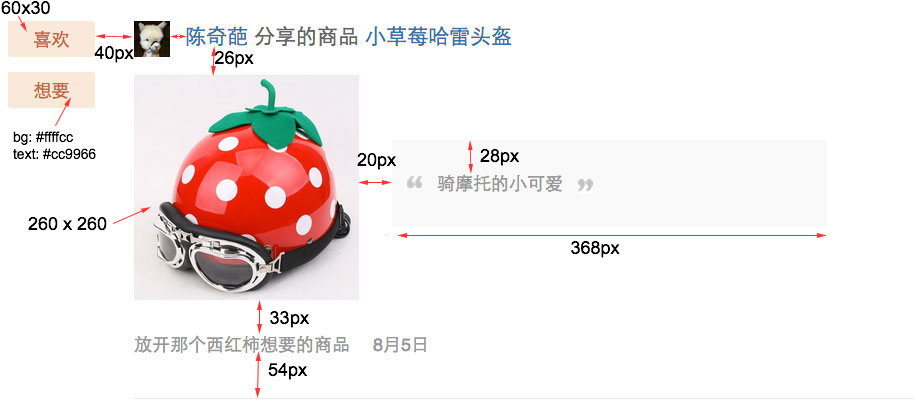 60x30
喜欢
陈奇葩 分享的商品 小草莓哈雷头盔
40px
26px
想要
bg: #ffffcc
text: #cc9966
20px
28px
“ 骑摩托的小可爱 ”
260 x 260
368px
33px
放开那个西红柿想要的商品 8月5日
54px